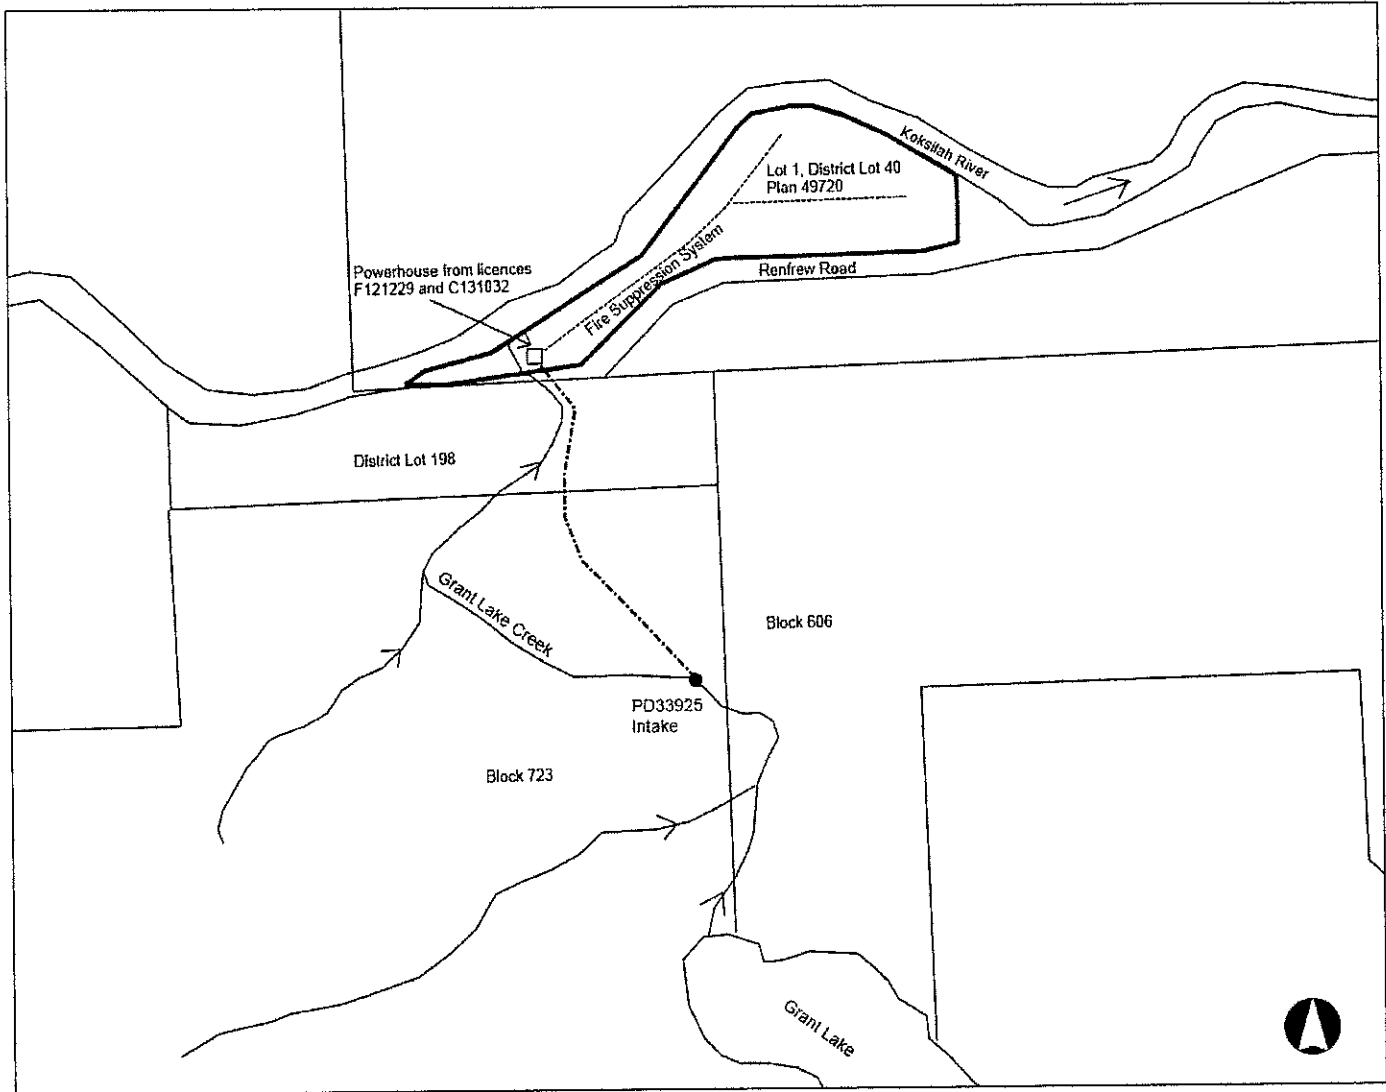 Koksilah River
Lot 1, District Lot 40
Plan 49720
Fire Suppression System
Renfrew Road
Powerhouse from licences
F121229 and C131032
District Lot 198
Grant Lake Creek
Block 606
PD33925
Intake
Block 723
Grant Lake